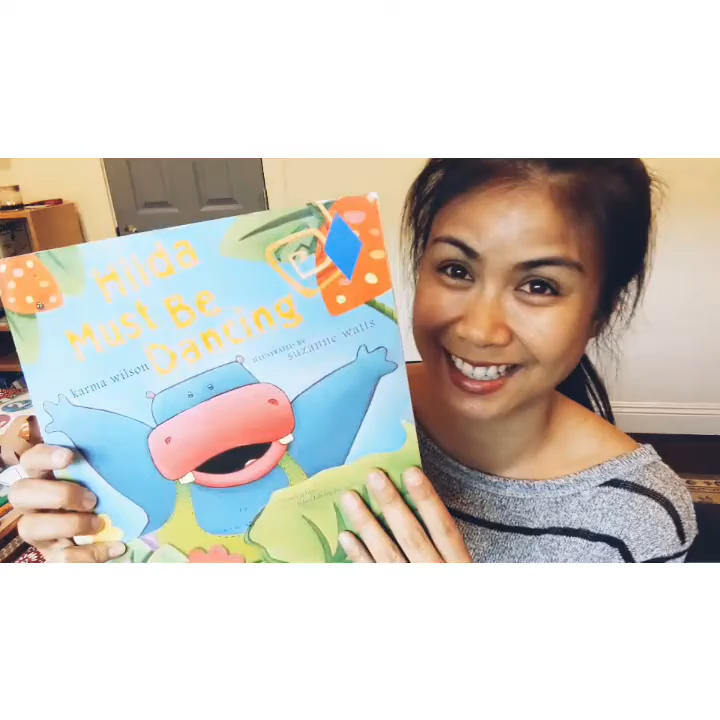 Hilda
Must Be
Dancing
karma wilson
ILLUSTRATED BY
suzanne watts